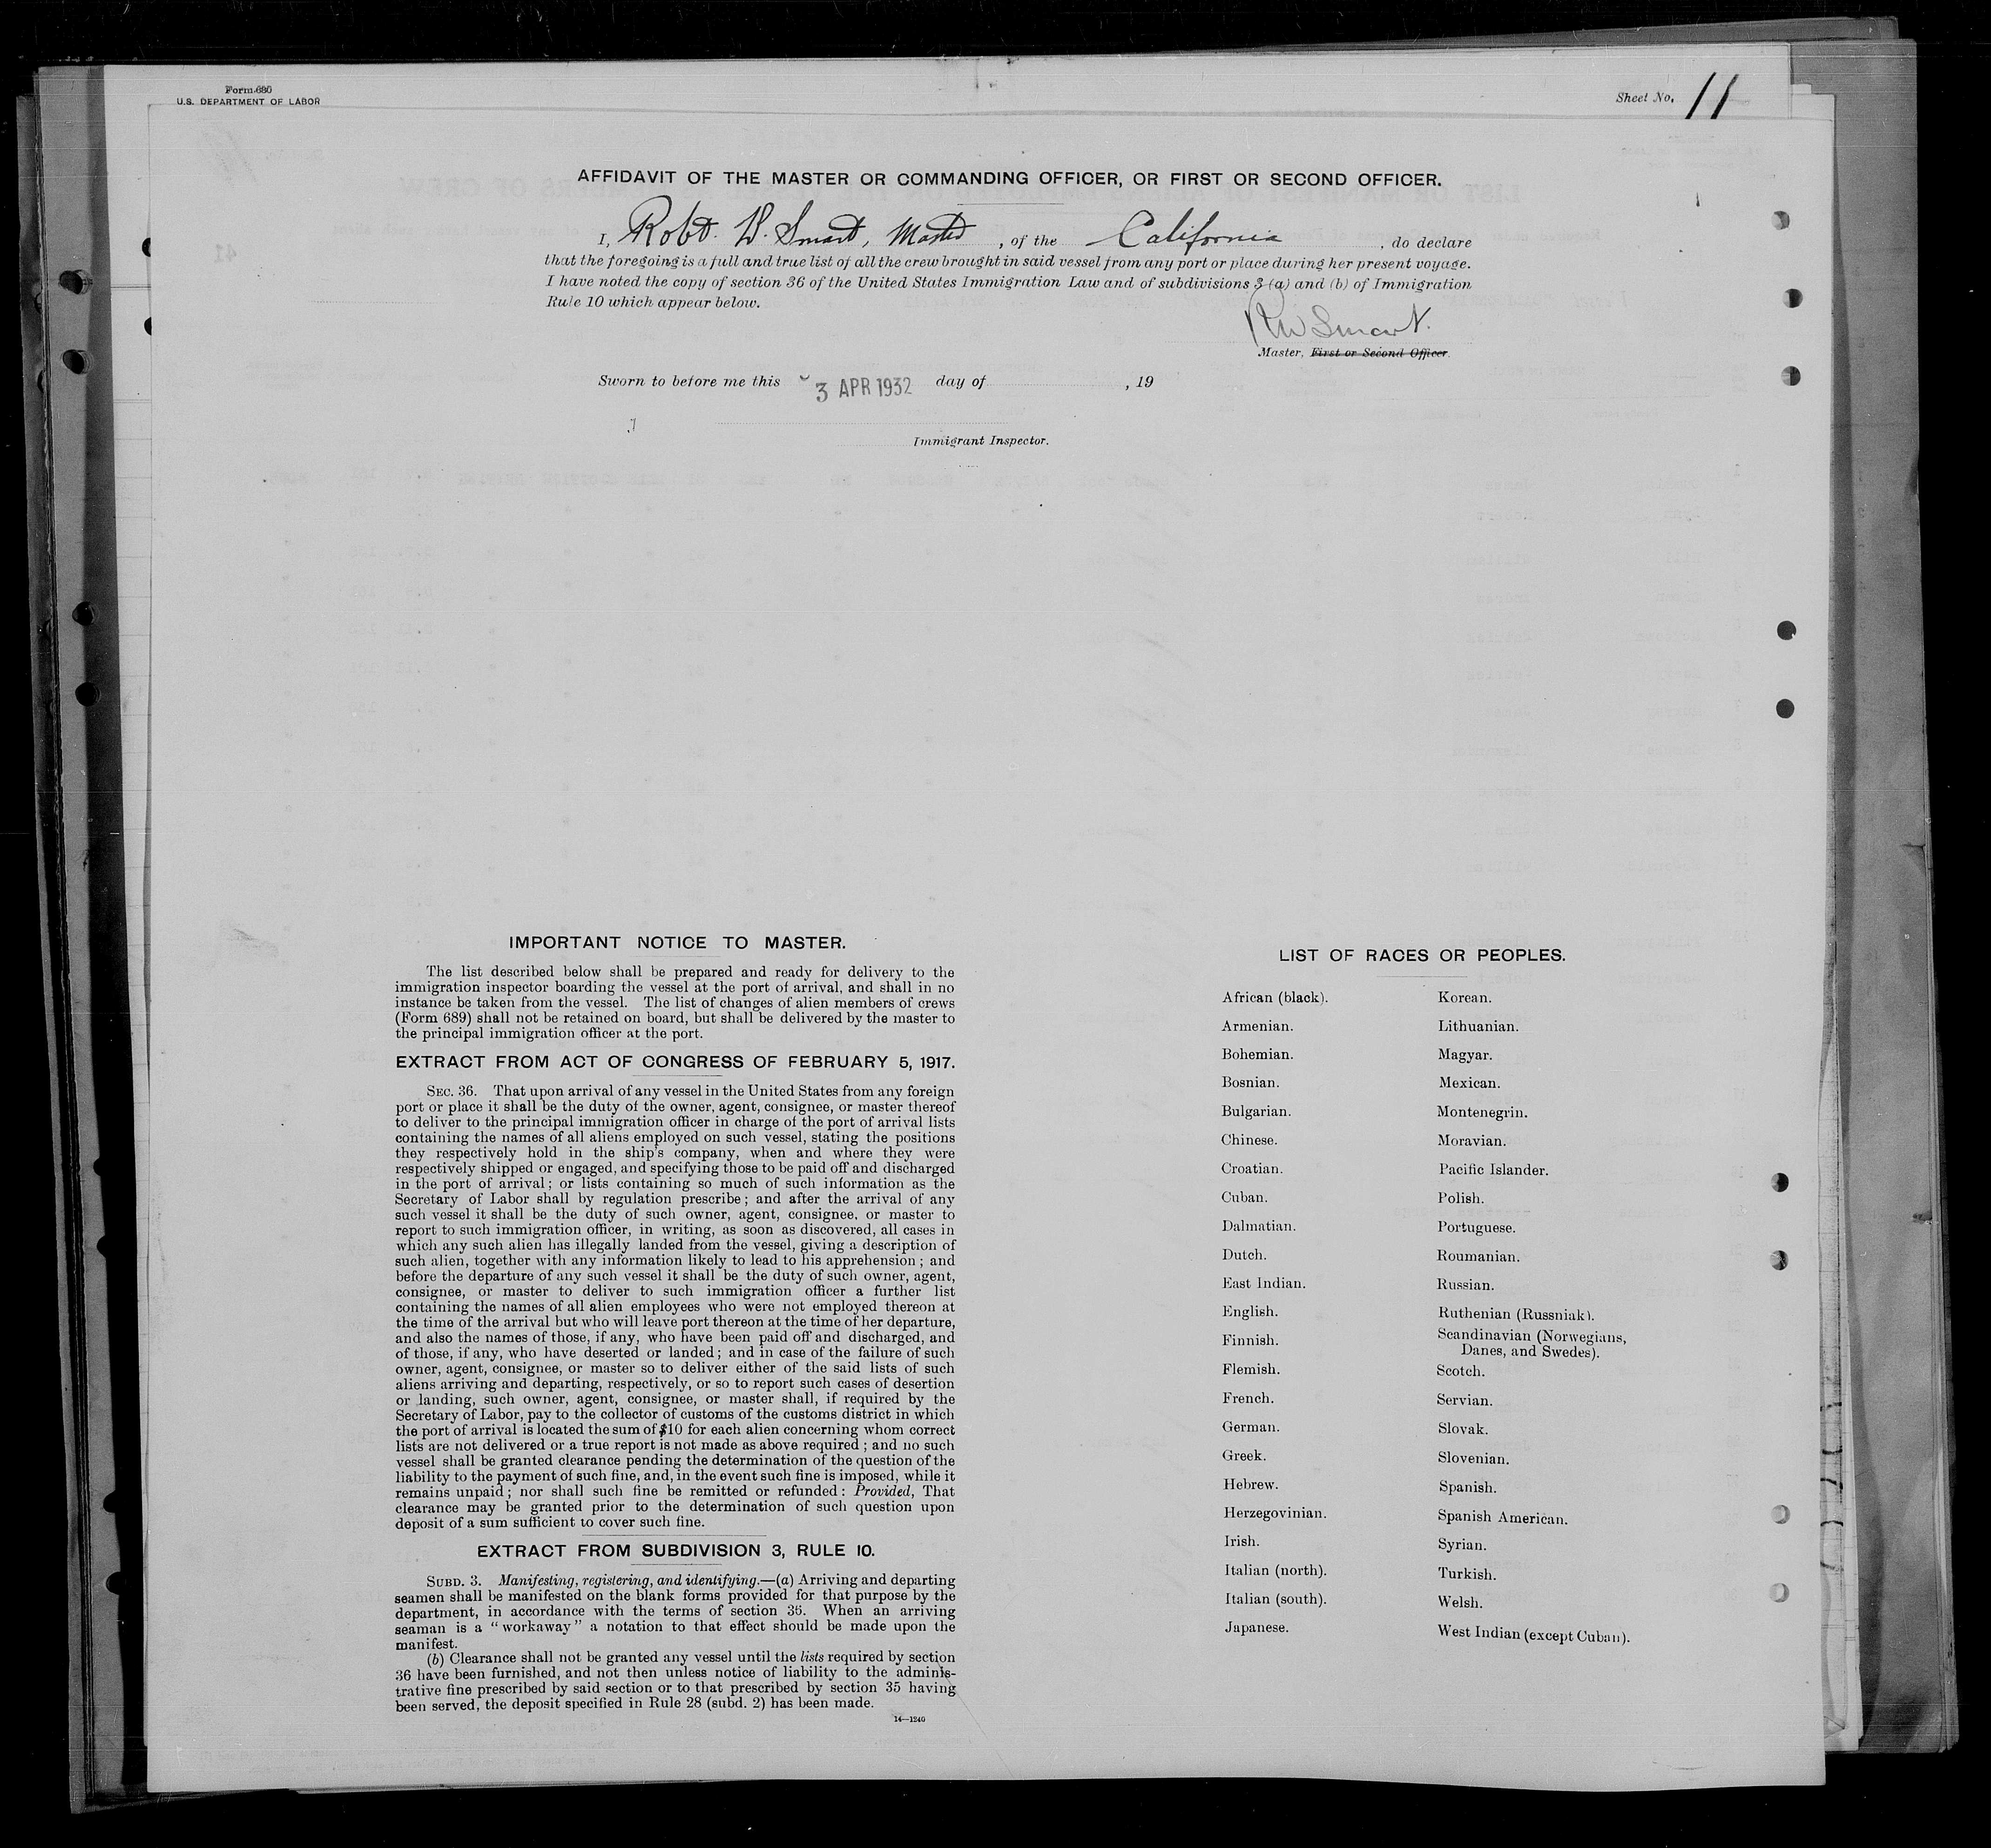 Form 680
U.S. DEPARTMENT OF LABOR
Sheet No. 11
AFFIDAVIT OF THE MASTER OR COMMANDING OFFICER, OR FIRST OR SECOND OFFICER.
I, Robt. W. Smart, Master, of the California, do declare
that the foregoing is a full and true list of all the crew brought in said vessel from any port or place during her present voyage.
I have noted the copy of section 36 of the United States Immigration Law and of subdivisions 3 (a) and (b) of Immigration
Rule 10 which appear below.
RW Smart.
Master, First or Second Officer.
Sworn to before me this 3 APR 1932 day of , 19
Immigrant Inspector.
IMPORTANT NOTICE TO MASTER.
The list described below shall be prepared and ready for delivery to the
immigration inspector boarding the vessel at the port of arrival, and shall in no
instance be taken from the vessel. The list of changes of alien members of crews
(Form 689) shall not be retained on board, but shall be delivered by the master to
the principal immigration officer at the port.
EXTRACT FROM ACT OF CONGRESS OF FEBRUARY 5, 1917.
SEC. 36. That upon arrival of any vessel in the United States from any foreign
port or place it shall be the duty of the owner, agent, consignee, or master thereof
to deliver to the principal immigration officer in charge of the port of arrival lists
containing the names of all aliens employed on such vessel, stating the positions
they respectively hold in the ship's company, when and where they were
respectively shipped or engaged, and specifying those to be paid off and discharged
in the port of arrival; or lists containing so much of such information as the
Secretary of Labor shall by regulation prescribe; and after the arrival of any
such vessel it shall be the duty of such owner, agent, consignee, or master to
report to such immigration officer, in writing, as soon as discovered, all cases in
which any such alien has illegally landed from the vessel, giving a description of
such alien, together with any information likely to lead to his apprehension; and
before the departure of any such vessel it shall be the duty of such owner, agent,
consignee, or master to deliver to such immigration officer a further list
containing the names of all alien employees who were not employed thereon at
the time of the arrival but who will leave port thereon at the time of her departure,
and also the names of those, if any, who have been paid off and discharged, and
of those, if any, who have deserted or landed; and in case of the failure of such
owner, agent, consignee, or master so to deliver either of the said lists of such
aliens arriving and departing, respectively, or so to report such cases of desertion
or landing, such owner, agent, consignee, or master shall, if required by the
Secretary of Labor, pay to the collector of customs of the customs district in which
the port of arrival is located the sum of $10 for each alien concerning whom correct
lists are not delivered or a true report is not made as above required; and no such
vessel shall be granted clearance pending the determination of the question of the
liability to the payment of such fine, and, in the event such fine is imposed, while it
remains unpaid; nor shall such fine be remitted or refunded: Provided, That
clearance may be granted prior to the determination of such question upon
deposit of a sum sufficient to cover such fine.
EXTRACT FROM SUBDIVISION 3, RULE 10.
SUBD. 3. Manifesting, registering, and identifying.—(a) Arriving and departing
seamen shall be manifested on the blank forms provided for that purpose by the
department, in accordance with the terms of section 36. When an arriving
seaman is a "workaway" a notation to that effect should be made upon the
manifest.
(b) Clearance shall not be granted any vessel until the lists required by section
36 have been furnished, and not then unless notice of liability to the adminis-
trative fine prescribed by said section or to that prescribed by section 35 having
been served, the deposit specified in Rule 28 (subd. 2) has been made.
14—1240
LIST OF RACES OR PEOPLES.
African (black).
Armenian.
Bohemian.
Bosnian.
Bulgarian.
Chinese.
Croatian.
Cuban.
Dalmatian.
Dutch.
East Indian.
English.
Finnish.
Flemish.
French.
German.
Greek.
Hebrew.
Herzegovinian.
Irish.
Italian (north).
Italian (south).
Japanese.
Korean.
Lithuanian.
Magyar.
Mexican.
Montenegrin.
Moravian.
Pacific Islander.
Polish.
Portuguese.
Roumanian.
Russian.
Ruthenian (Russniak).
Scandinavian (Norwegians,
Danes, and Swedes).
Scotch.
Servian.
Slovak.
Slovenian.
Spanish.
Spanish American.
Syrian.
Turkish.
Welsh.
West Indian (except Cuban).